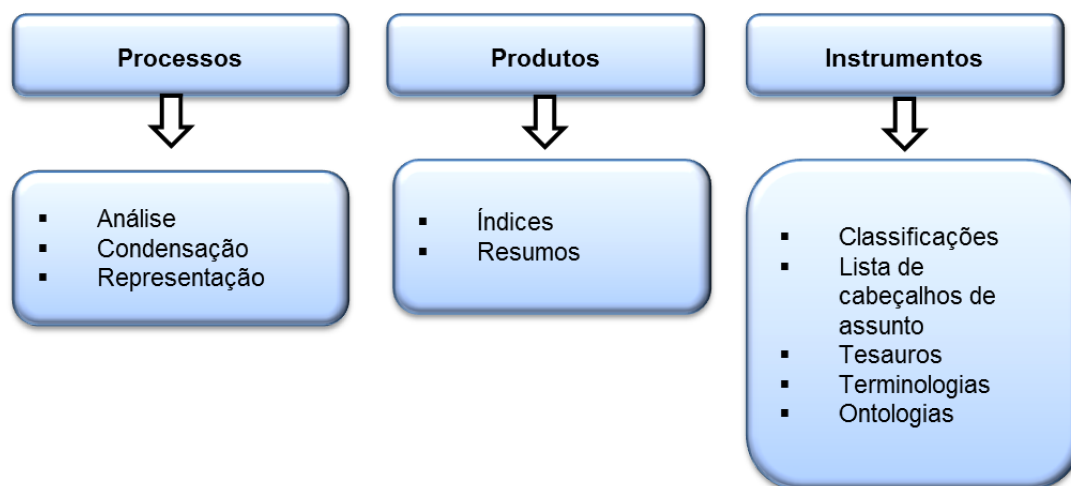 Processos
Análise
Condensação
Representação
Produtos
Índices
Resumos
Instrumentos
Classificações
Lista de
cabeçalhos de
assunto
Tesauros
Terminologias
Ontologias